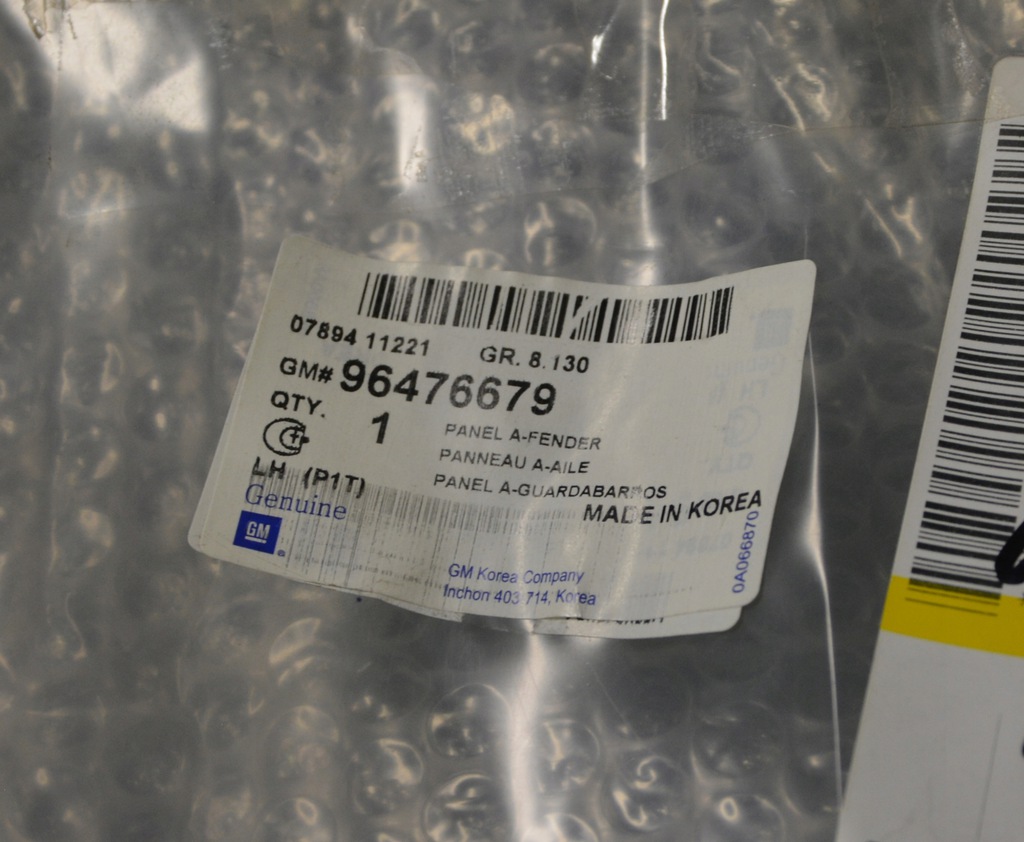 07894 11221 GR. 8.130
GM# 96476679
QTY. 1
PANEL A-FENDER
PANNEAU A-AILE
PANEL A-GUARDABARROS
LH (P1T)
MADE IN KOREA
Genuine
GM
GM Korea Company
Inchon 403-714, Korea
0A066870